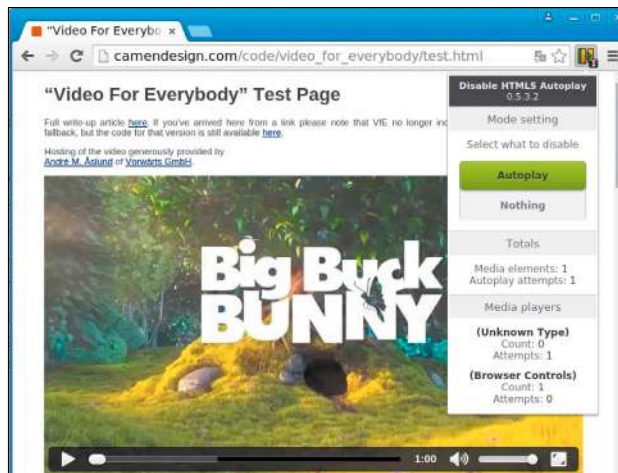 “Video For Everybo
camendesign.com/code/video_for_everybody/test.html
“Video For Everybody” Test Page
Full write-up article here. If you've arrived here from a link please note that VfE no longer inc
fallback, but the code for that version is still available here.
Hosting of the video generously provided by
André M. Åslund of Vorwärts GmbH.
Big Buck
BUNNY
1:00
Disable HTML5 Autoplay
0.5.3.2
Mode setting
Select what to disable
Autoplay
Nothing
Totals
Media elements: 1
Autoplay attempts: 1
Media players
(Unknown Type)
Count: 0
Attempts: 1
(Browser Controls)
Count: 1
Attempts: 0